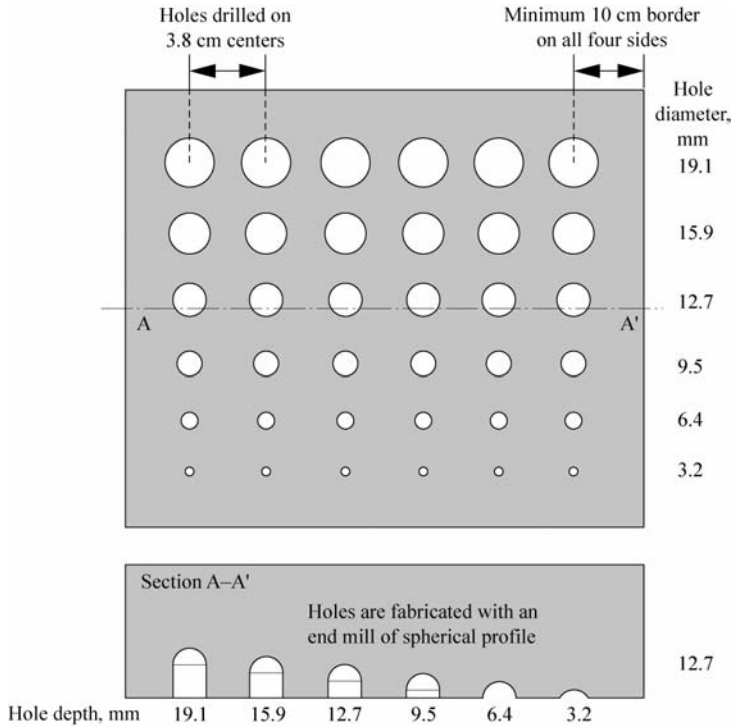 Holes drilled on
3.8 cm centers
Minimum 10 cm border
on all four sides
Hole
diameter,
mm
19.1
15.9
12.7
A
A'
9.5
6.4
3.2
Section A–A'
Holes are fabricated with an
end mill of spherical profile
12.7
Hole depth, mm 19.1 15.9 12.7 9.5 6.4 3.2